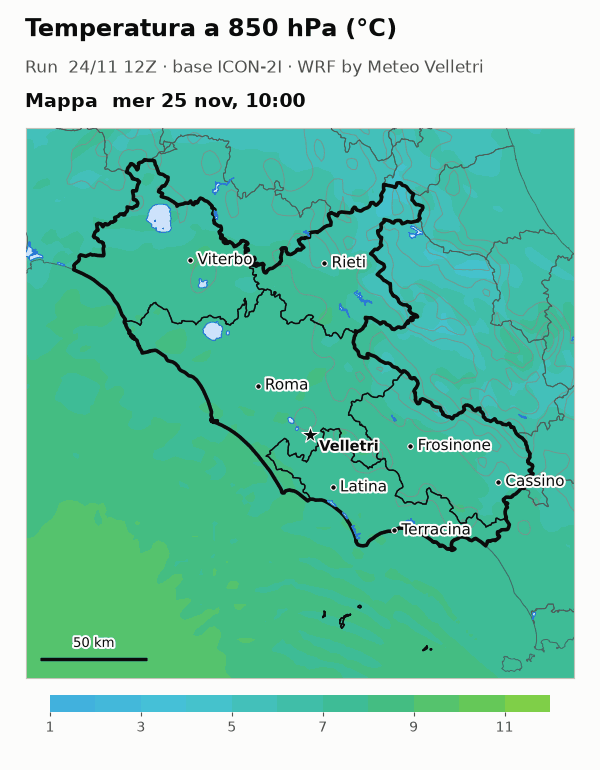 Temperatura a 850 hPa (°C)
Run  24/11 12Z · base ICON-2I · WRF by Meteo Velletri
Mappa  mer 25 nov, 10:00
Viterbo
Rieti
Roma
Velletri
Frosinone
Latina
Cassino
Terracina
50 km
1 3 5 7 9 11